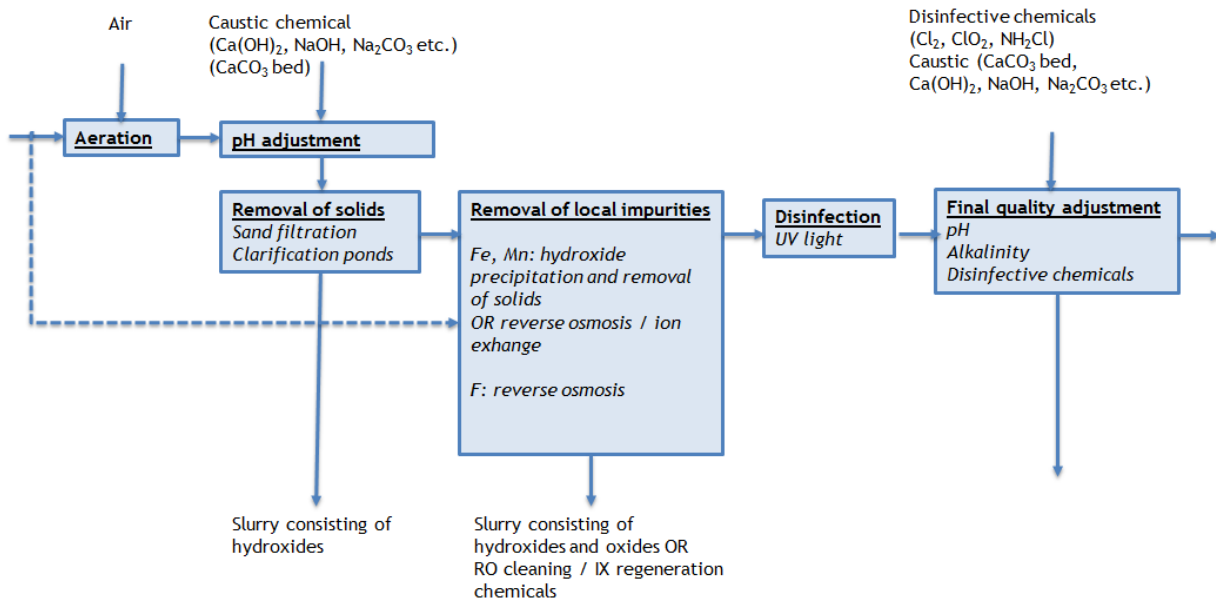 Air
Caustic chemical
(Ca(OH)₂, NaOH, Na₂CO₃ etc.)
(CaCO₃ bed)
Disinfective chemicals
(Cl₂, ClO₂, NH₂Cl)
Caustic (CaCO₃ bed,
Ca(OH)₂, NaOH, Na₂CO₃ etc.)
Aeration
pH adjustment
Removal of solids
Sand filtration
Clarification ponds
Removal of local impurities
Fe, Mn: hydroxide
precipitation and removal
of solids
OR reverse osmosis / ion
exhange
F: reverse osmosis
Disinfection
UV light
Final quality adjustment
pH
Alkalinity
Disinfective chemicals
Slurry consisting of
hydroxides
Slurry consisting of
hydroxides and oxides OR
RO cleaning / IX regeneration
chemicals